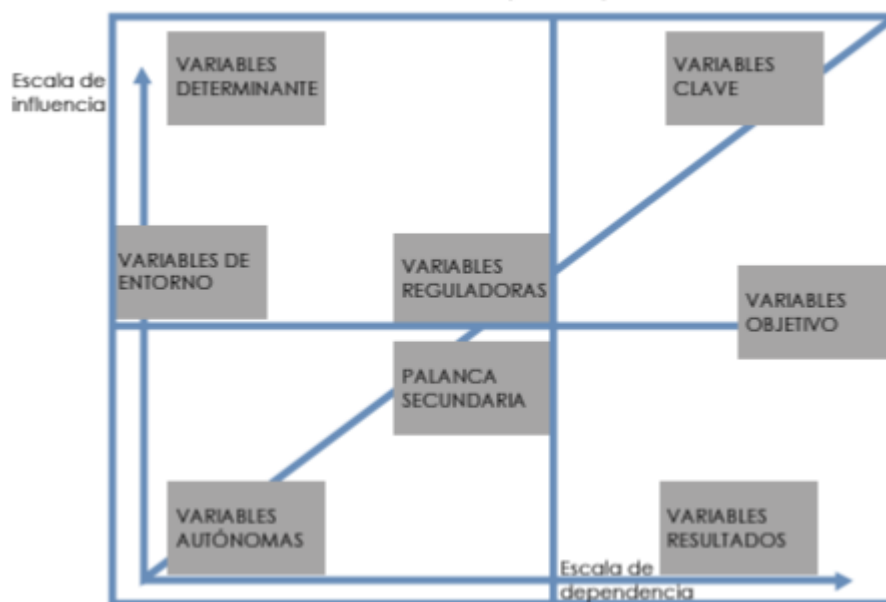 VARIABLES
DETERMINANTE
VARIABLES
CLAVE
Escala de
influencia
VARIABLES DE
ENTORNO
VARIABLES
REGULADORAS
VARIABLES
OBJETIVO
PALANCA
SECUNDARIA
VARIABLES
AUTÓNOMAS
VARIABLES
RESULTADOS
Escala de
dependencia